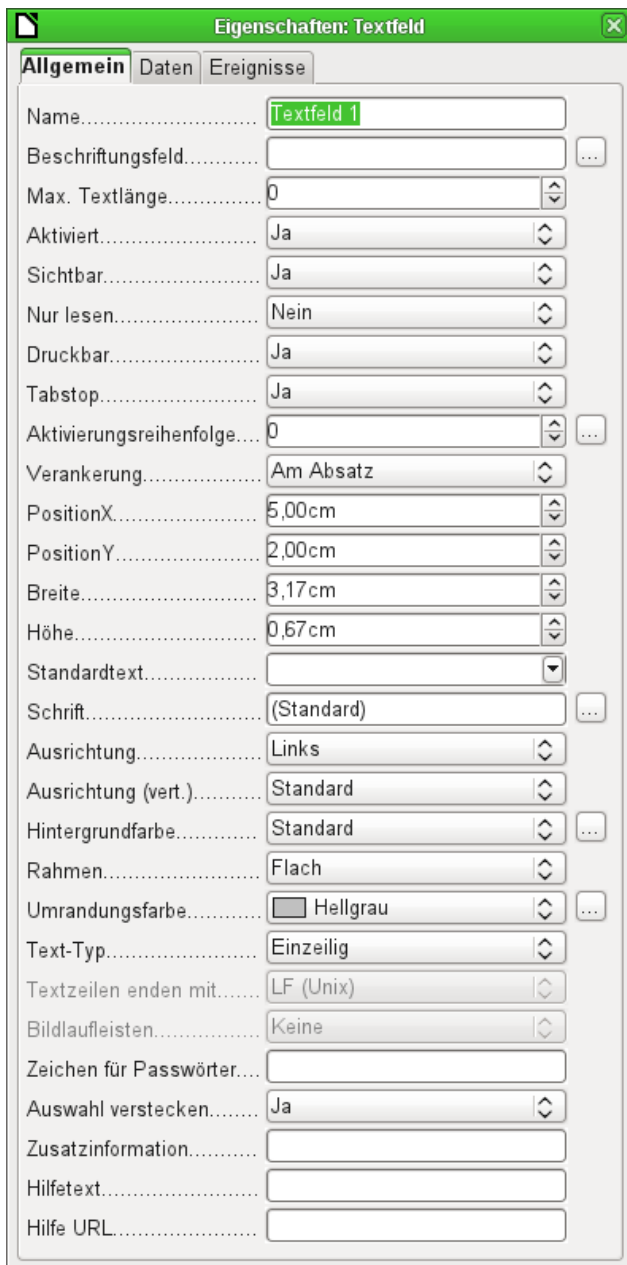 Eigenschaften: Textfeld
Allgemein Daten Ereignisse
Name........................... Textfeld 1
Beschriftungsfeld............ ...
Max. Textlänge............... 0
Aktiviert........................ Ja
Sichtbar........................ Ja
Nur lesen...................... Nein
Druckbar....................... Ja
Tabstop........................ Ja
Aktivierungsreihenfolge.... 0 ...
Verankerung.................. Am Absatz
PositionX....................... 5,00cm
PositionY....................... 2,00cm
Breite........................... 3,17cm
Höhe............................ 0,67cm
Standardtext..................
Schrift.......................... (Standard) ...
Ausrichtung................... Links
Ausrichtung (vert.).......... Standard
Hintergrundfarbe............. Standard ...
Rahmen........................ Flach
Umrandungsfarbe............ Hellgrau ...
Text-Typ....................... Einzeilig
Textzeilen enden mit....... LF (Unix)
Bildlaufleisten................ Keine
Zeichen für Passwörter....
Auswahl verstecken........ Ja
Zusatzinformation...........
Hilfetext........................
Hilfe URL......................